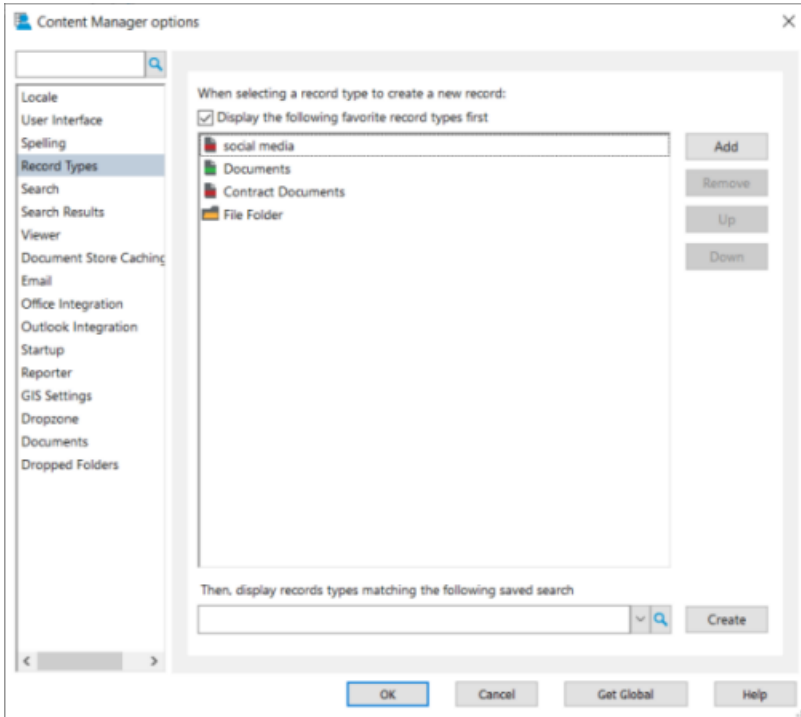 Content Manager options
Locale
User Interface
Spelling
Record Types
Search
Search Results
Viewer
Document Store Caching
Email
Office Integration
Outlook Integration
Startup
Reporter
GIS Settings
Dropzone
Documents
Dropped Folders
When selecting a record type to create a new record:
Display the following favorite record types first
social media
Documents
Contract Documents
File Folder
Add
Remove
Up
Down
Then, display records types matching the following saved search
Create
OK
Cancel
Get Global
Help